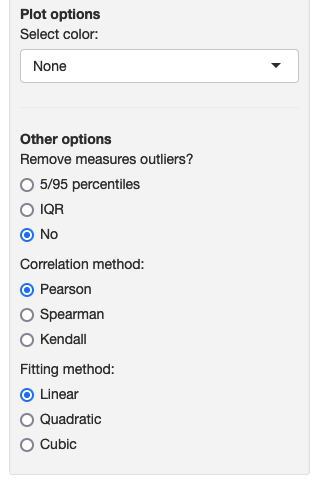 Plot options
Select color:
None
Other options
Remove measures outliers?
5/95 percentiles
IQR
No
Correlation method:
Pearson
Spearman
Kendall
Fitting method:
Linear
Quadratic
Cubic